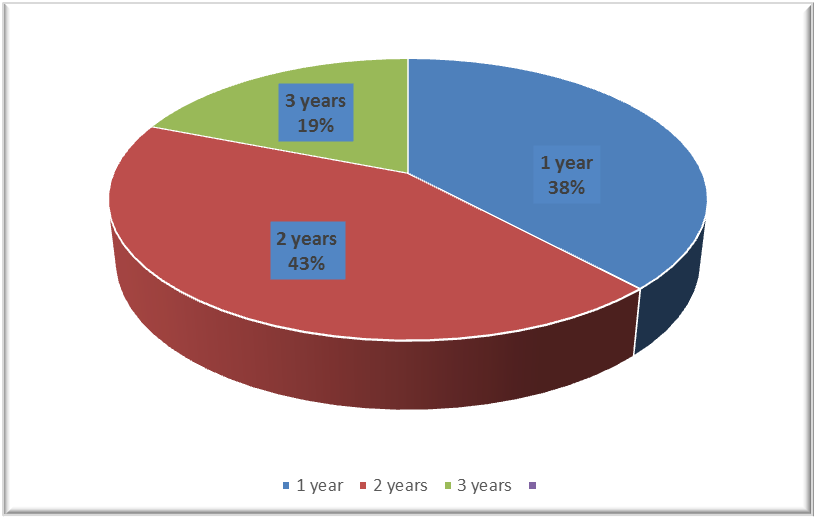 3 years
19%
1 year
38%
2 years
43%
1 year 2 years 3 years